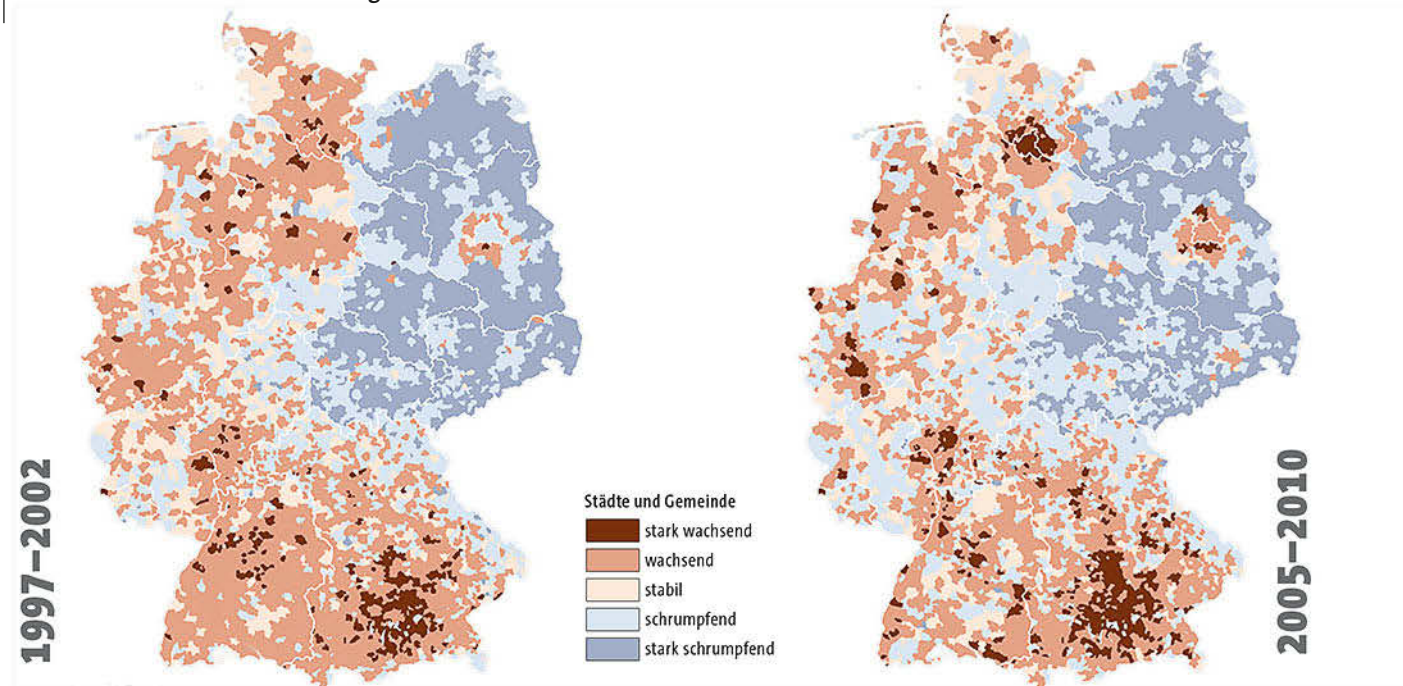 1997–2002
Städte und Gemeinde
stark wachsend
wachsend
stabil
schrumpfend
stark schrumpfend
2005–2010